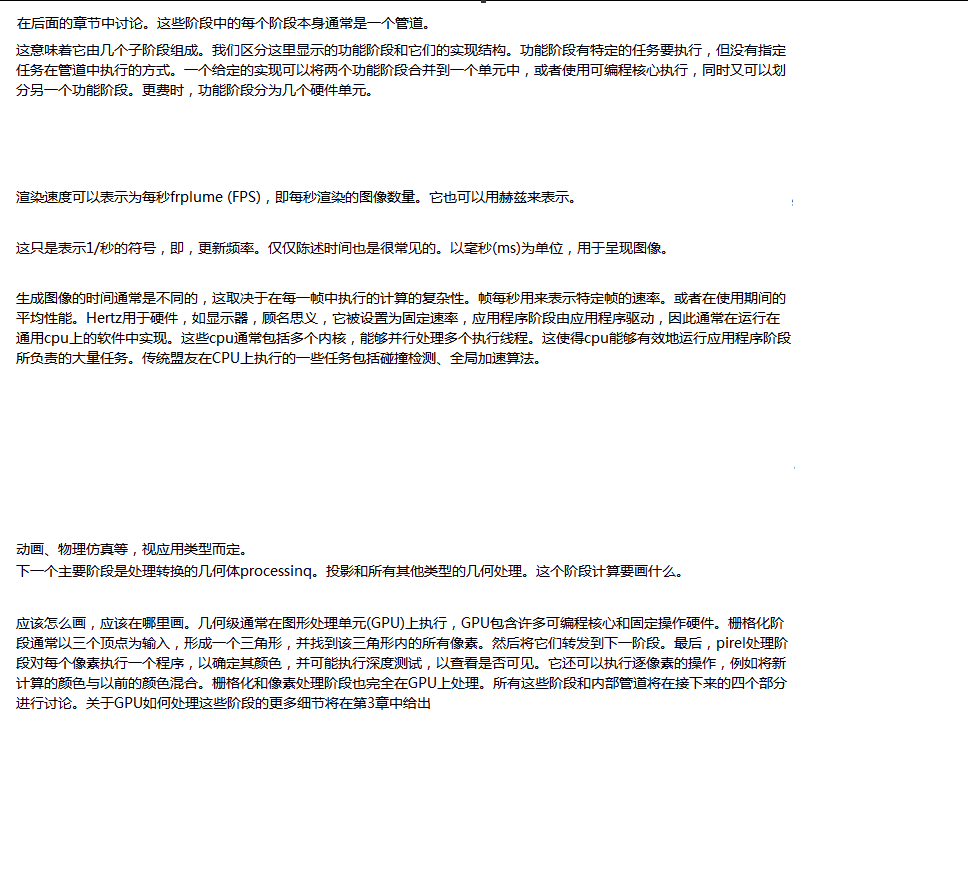 在后面的章节中讨论。这些阶段中的每个阶段本身通常是一个管道。
这意味着它由几个子阶段组成。我们区分这里显示的功能阶段和它们的实现结构。功能阶段有特定的任务要执行，但没有指定
任务在管道中执行的方式。一个给定的实现可以将两个功能阶段合并到一个单元中，或者使用可编程核心执行，同时又可以划
分另一个功能阶段。更费时，功能阶段分为几个硬件单元。
渲染速度可以表示为每秒frplume (FPS)，即每秒渲染的图像数量。它也可以用赫兹来表示。
这只是表示1/秒的符号，即，更新频率。仅仅陈述时间也是很常见的。以毫秒(ms)为单位，用于呈现图像。
生成图像的时间通常是不同的，这取决于在每一帧中执行的计算的复杂性。帧每秒用来表示特定帧的速率。或者在使用期间的
平均性能。Hertz用于硬件，如显示器，顾名思义，它被设置为固定速率，应用程序阶段由应用程序驱动，因此通常在运行在
通用cpu上的软件中实现。这些cpu通常包括多个内核，能够并行处理多个执行线程。这使得cpu能够有效地运行应用程序阶段
所负责的大量任务。传统盟友在CPU上执行的一些任务包括碰撞检测、全局加速算法。
动画、物理仿真等，视应用类型而定。
下一个主要阶段是处理转换的几何体processinq。投影和所有其他类型的几何处理。这个阶段计算要画什么。
应该怎么画，应该在哪里画。几何级通常在图形处理单元(GPU)上执行，GPU包含许多可编程核心和固定操作硬件。栅格化阶
段通常以三个顶点为输入，形成一个三角形，并找到该三角形内的所有像素。然后将它们转发到下一阶段。最后，pirel处理阶
段对每个像素执行一个程序，以确定其颜色，并可能执行深度测试，以查看是否可见。它还可以执行逐像素的操作，例如将新
计算的颜色与以前的颜色混合。栅格化和像素处理阶段也完全在GPU上处理。所有这些阶段和内部管道将在接下来的四个部分
进行讨论。关于GPU如何处理这些阶段的更多细节将在第3章中给出